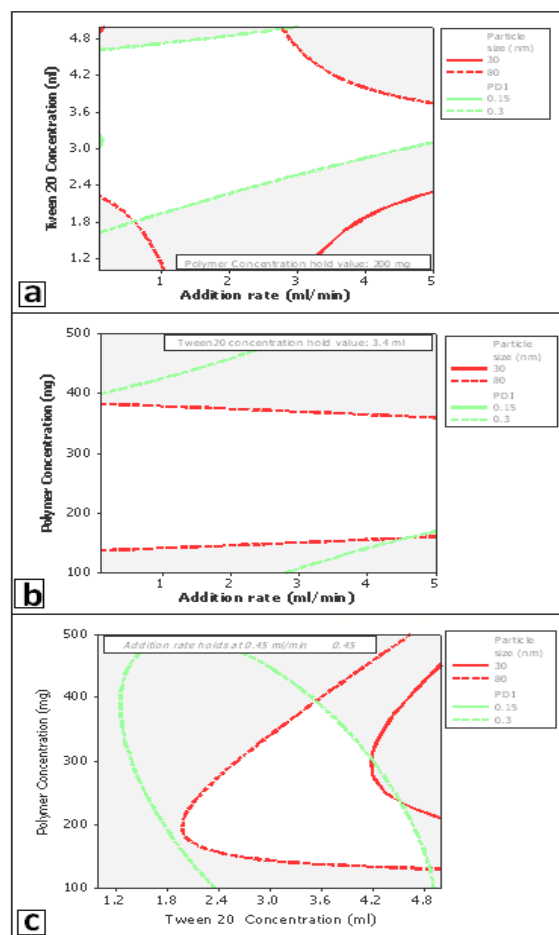 Particle
size (nm)
30
80
PDI
0.15
0.3
Tween 20 Concentration (ml)
4.8
4.2
3.6
3.0
2.4
1.8
1.2
Polymer Concentration hold value: 200 mg
1 2 3 4 5
Addition rate (ml/min)
a
Tween20 concentration hold value: 3.4 ml
Particle
size (nm)
30
80
PDI
0.15
0.3
Polymer Concentration (mg)
500
400
300
200
100
1 2 3 4 5
Addition rate (ml/min)
b
Addition rate holds at 0.45 ml/min 0.45
Particle
size (nm)
30
80
PDI
0.15
0.3
Polymer Concentration (mg)
500
400
300
200
100
1.2 1.8 2.4 3.0 3.6 4.2 4.8
Tween 20 Concentration (ml)
c